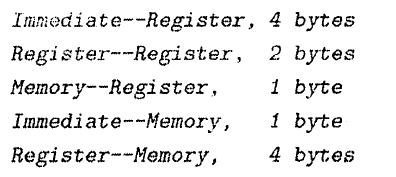 Immediate--Register, 4 bytes
Register--Register, 2 bytes
Memory--Register, 1 byte
Immediate--Memory, 1 byte
Register--Memory, 4 bytes